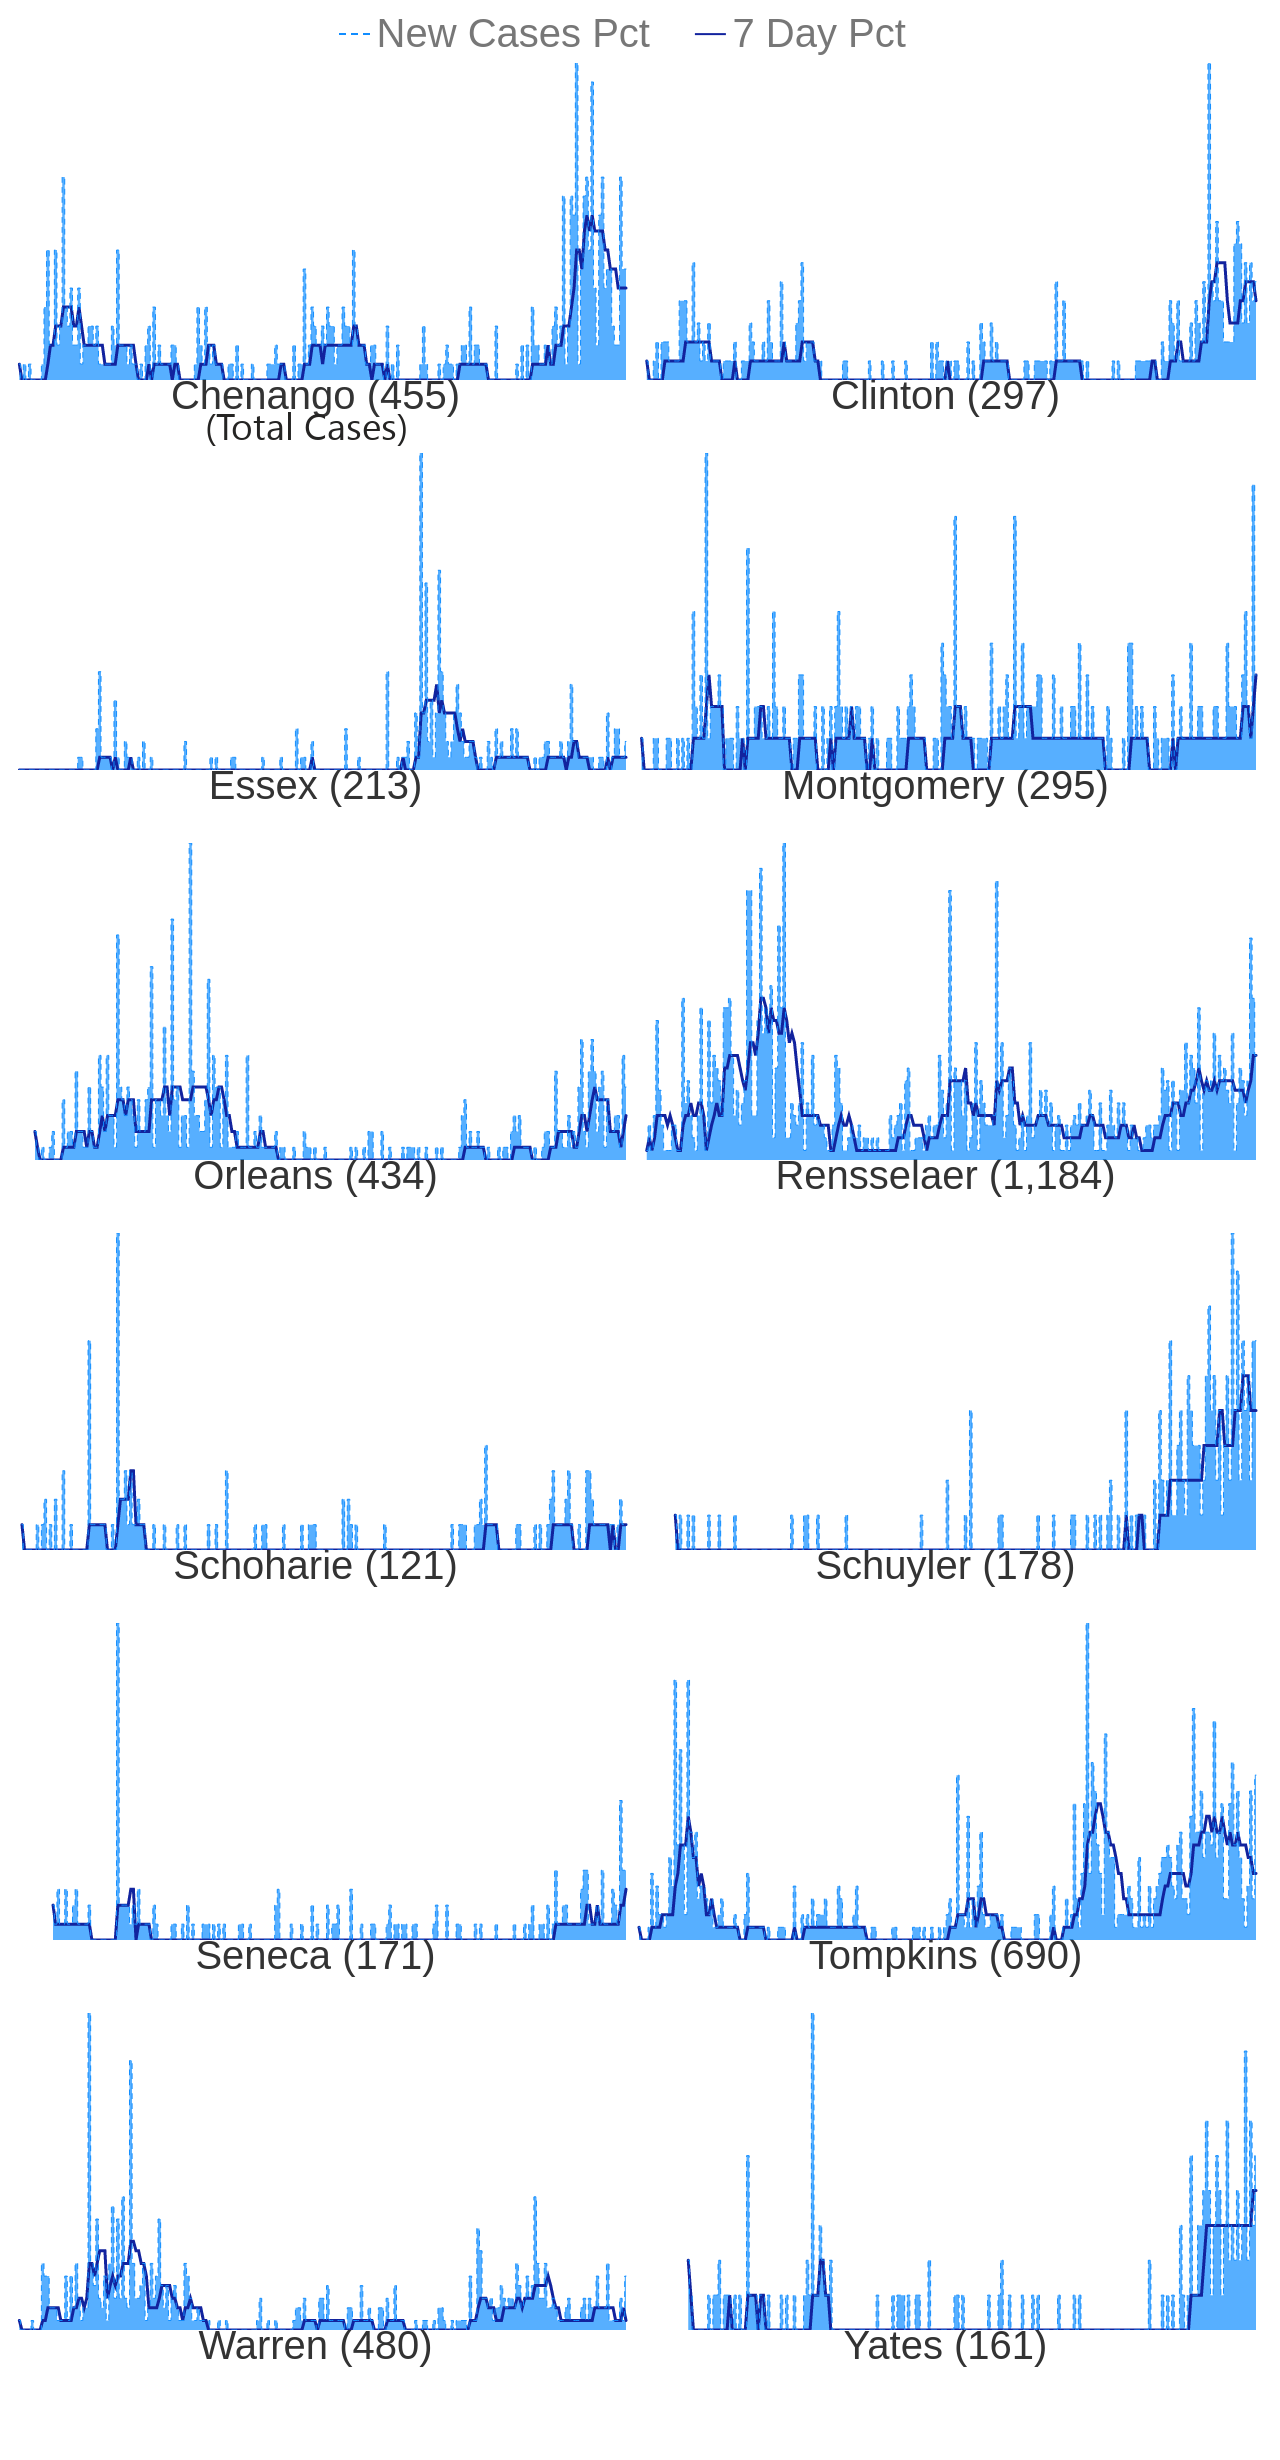 New Cases Pct 7 Day Pct
Chenango (455) Clinton (297)
(Total Cases)
Essex (213) Montgomery (295)
Orleans (434) Rensselaer (1,184)
Schoharie (121) Schuyler (178)
Seneca (171) Tompkins (690)
Warren (480) Yates (161)